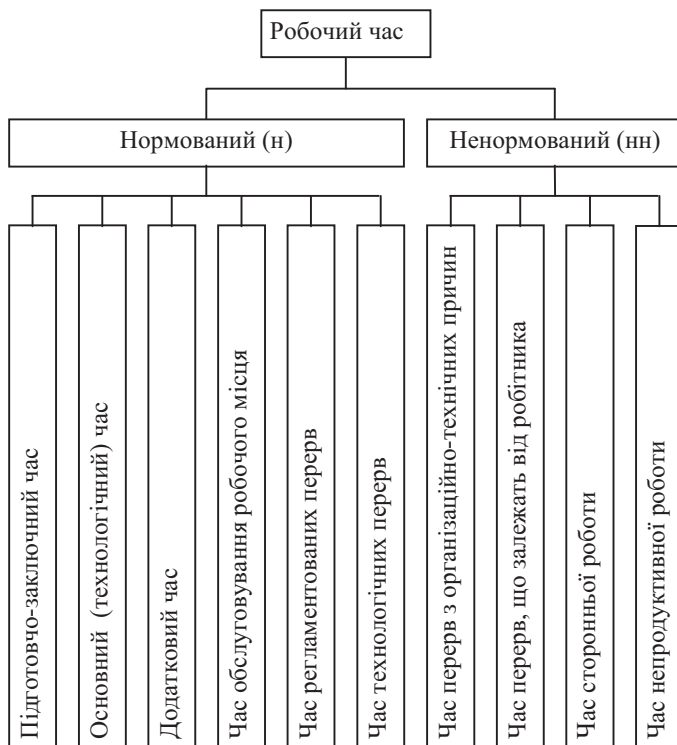 Робочий час
Нормований (н)
Ненормований (нн)
Підготовчо-заключний час
Основний (технологічний) час
Додатковий час
Час обслуговування робочого місця
Час регламентованих перерв
Час технологічних перерв
Час перерв з організаційно-технічних причин
Час перерв, що залежать від робітника
Час сторонньої роботи
Час непродуктивної роботи